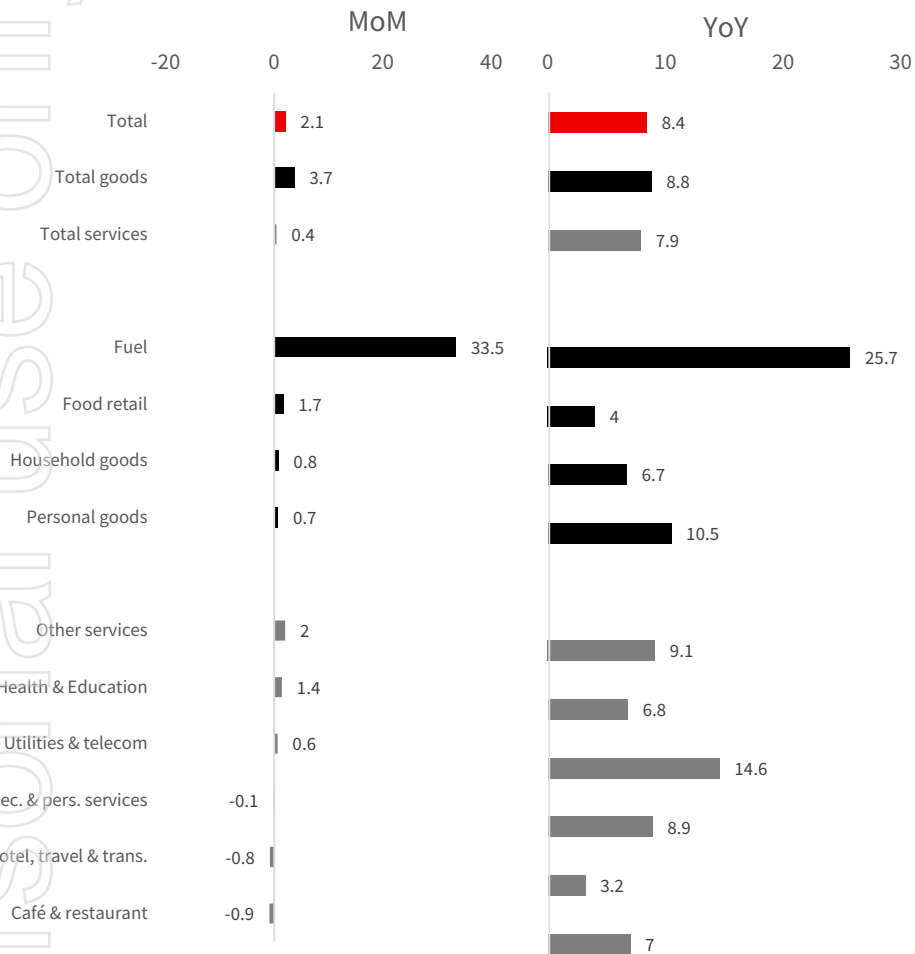 MoM
YoY
-20 0 20 40 0 10 20 30
Total 2.1 8.4
Total goods 3.7 8.8
Total services 0.4 7.9
Fuel 33.5 25.7
Food retail 1.7 4
Household goods 0.8 6.7
Personal goods 0.7 10.5
Other services 2 9.1
Health & Education 1.4 6.8
Utilities & telecom 0.6 14.6
ec. & pers. services -0.1 8.9
otel, travel & trans. -0.8 3.2
Café & restaurant -0.9 7